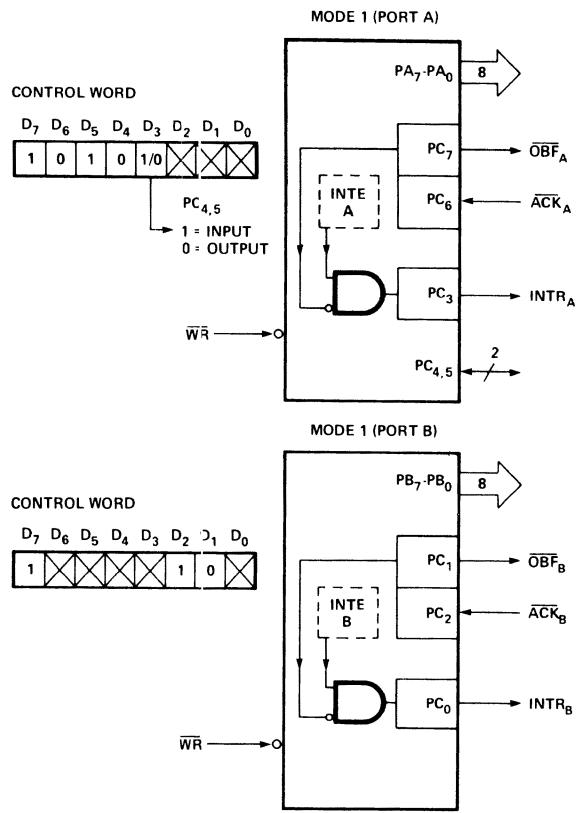 MODE 1 (PORT A)
PA7-PA0 8
CONTROL WORD
D7 D6 D5 D4 D3 D2 D1 D0
1 0 1 0 1/0
PC4,5
1 = INPUT
0 = OUTPUT
PC7 OBFA
INTE
A
PC6 ACKA
PC3 INTRA
WR
PC4,5 2
MODE 1 (PORT B)
PB7-PB0 8
CONTROL WORD
D7 D6 D5 D4 D3 D2 D1 D0
1 1 0
PC1 OBFB
INTE
B
PC2 ACKB
PC0 INTRB
WR